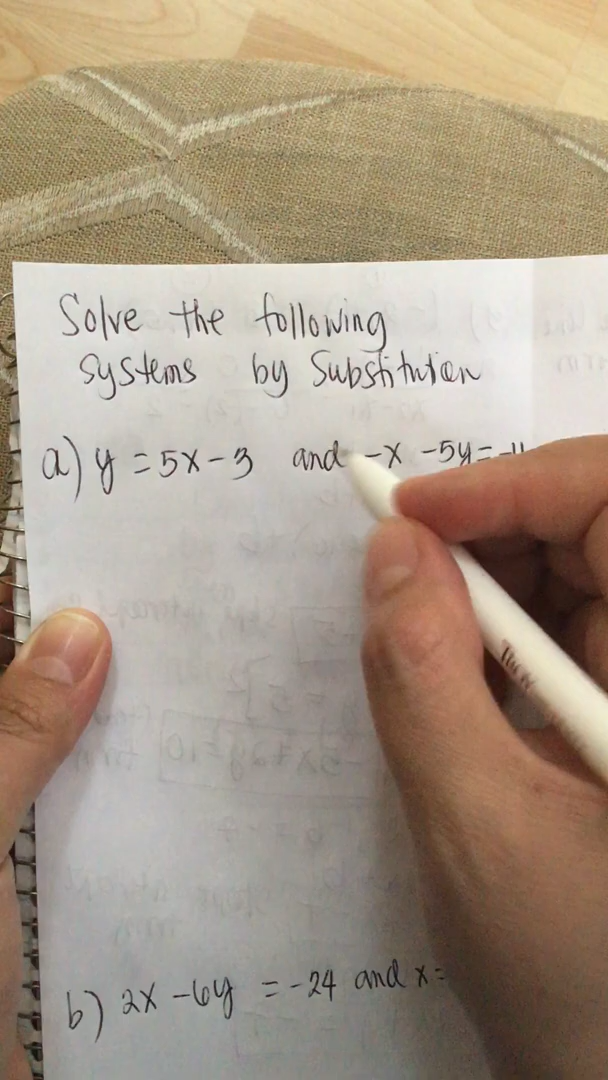 Solve the following
systems by Substitution
a) y = 5x - 3 and -x - 5y =
b) 2x - 6y = -24 and x =